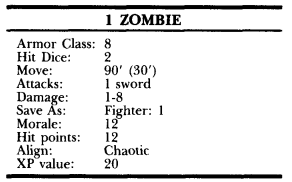 1 ZOMBIE
Armor Class: 8
Hit Dice: 2
Move: 90' (30')
Attacks: 1 sword
Damage: 1-8
Save As: Fighter: 1
Morale: 12
Hit points: 12
Align: Chaotic
XP value: 20